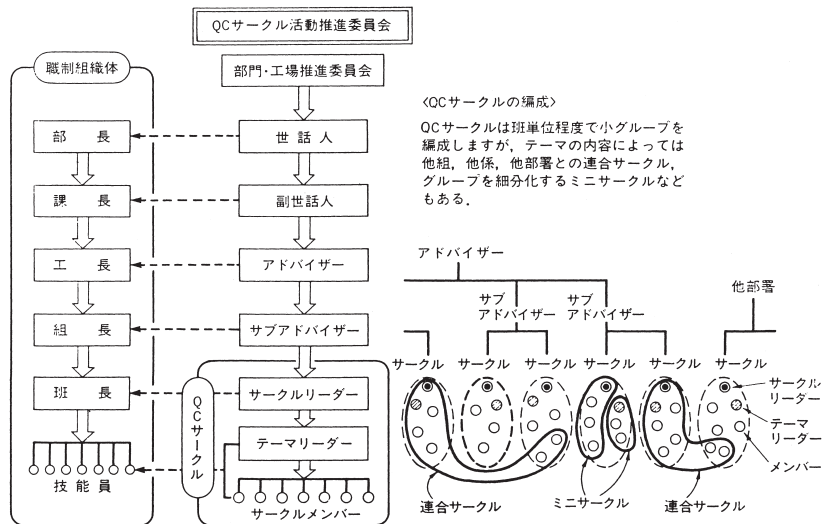 QCサークル活動推進委員会
職制組織体
部門・工場推進委員会
部長
世話人
課長
副世話人
工長
アドバイザー
組長
サブアドバイザー
班長
サークルリーダー
QCサークル
テーマリーダー
技能員
サークルメンバー
〈QCサークルの編成〉
QCサークルは班単位程度で小グループを
編成しますが，テーマの内容によっては
他組，他係，他部署との連合サークル，
グループを細分化するミニサークルなど
もある．
アドバイザー
サブ
アドバイザー
サブ
アドバイザー
他部署
サークル
サークル
サークル
サークル
サークル
サークル
サークル
リーダー
テーマ
リーダー
メンバー
連合サークル
ミニサークル
連合サークル